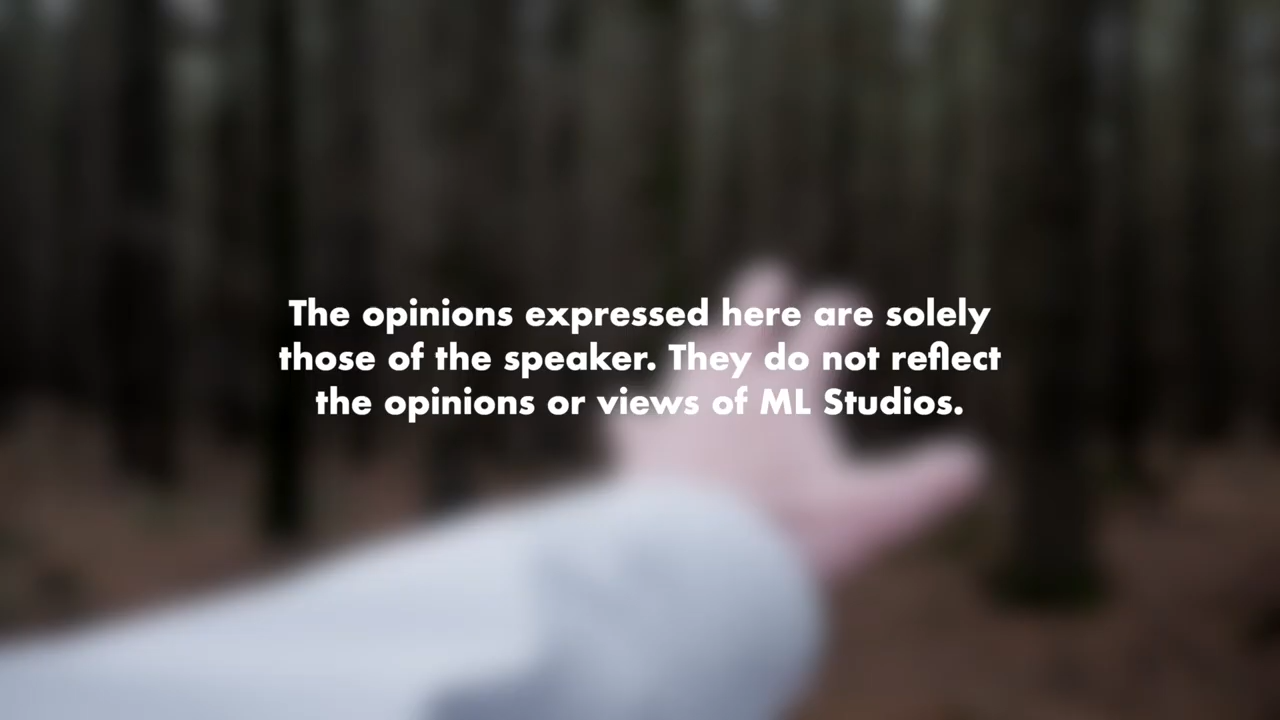 The opinions expressed here are solely
those of the speaker. They do not reflect
the opinions or views of ML Studios.